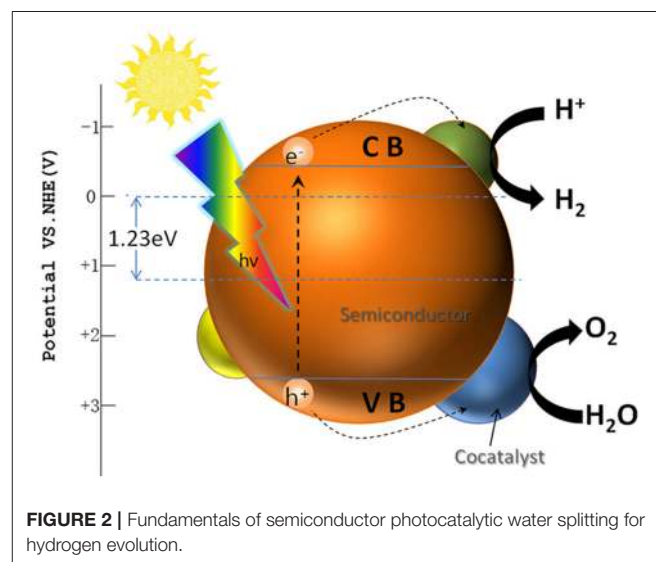 Potential VS.NHE(V)
−1
0
1.23eV
+1
+2
+3
e⁻
C B
hν
Semiconductor
h⁺
V B
H⁺
H₂
O₂
H₂O
Cocatalyst
FIGURE 2 | Fundamentals of semiconductor photocatalytic water splitting for
hydrogen evolution.